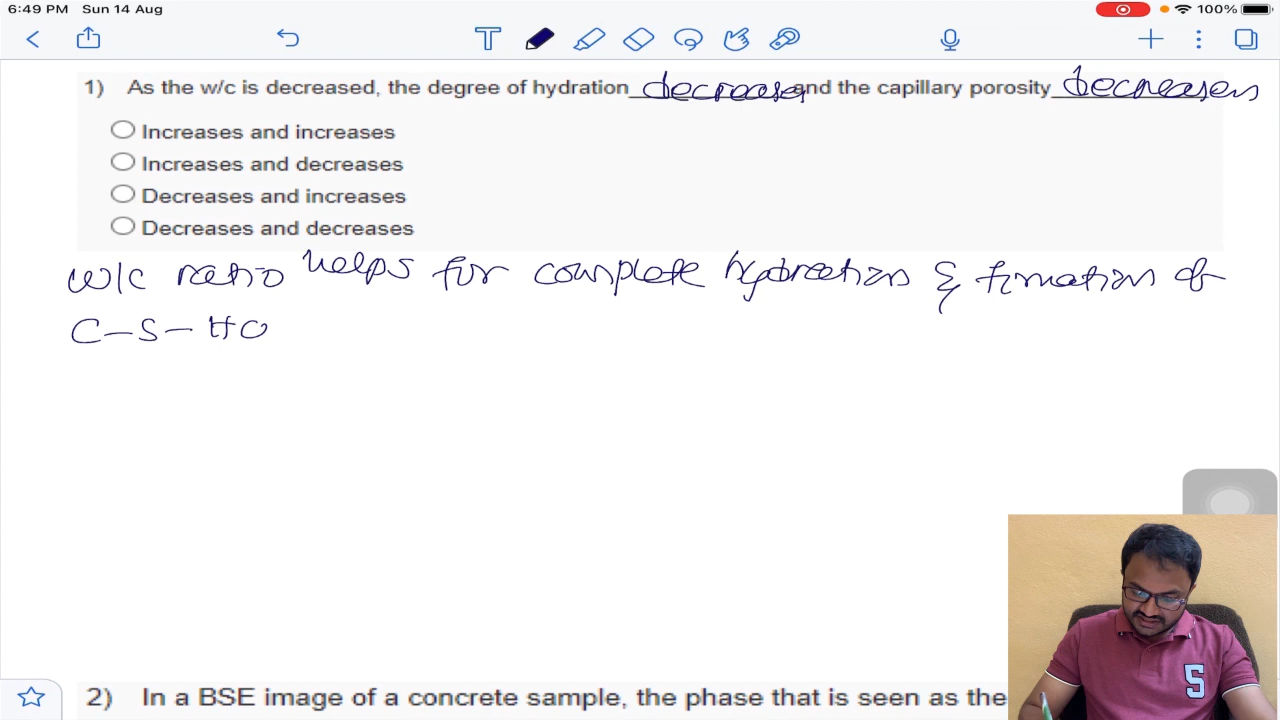 6:49 PM Sun 14 Aug 100%
T
1) As the w/c is decreased, the degree of hydration decreases and the capillary porosity decreases
Increases and increases
Increases and decreases
Decreases and increases
Decreases and decreases
W/C ratio helps for complete hydration & formation of
C-S-HO
S
2) In a BSE image of a concrete sample, the phase that is seen as the